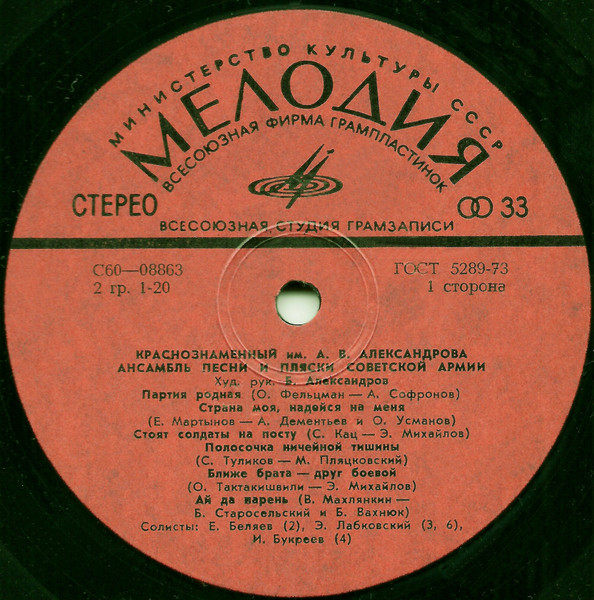 МИНИСТЕРСТВО КУЛЬТУРЫ СССР
МЕЛОДИЯ
ВСЕСОЮЗНАЯ ФИРМА ГРАМПЛАСТИНОК
СТЕРЕО
33
ВСЕСОЮЗНАЯ СТУДИЯ ГРАМЗАПИСИ
С60—08863
ГОСТ 5289-73
2 гр. 1-20
1 сторона
КРАСНОЗНАМЕННЫЙ им. А. В. АЛЕКСАНДРОВА
АНСАМБЛЬ ПЕСНИ И ПЛЯСКИ СОВЕТСКОЙ АРМИИ
Худ. рук. Б. Александров
Партия родная (О. Фельцман — А. Софронов)
Страна моя, надейся на меня
(Е. Мартынов — А. Дементьев и О. Усманов)
Стоят солдаты на посту (С. Кац — Э. Михайлов)
Полосочка ничейной тишины
(С. Туликов — М. Пляцковский)
Ближе брата — друг боевой
(О. Тактакишвили — Э. Михайлов)
Ай да парень (В. Махлянкин —
Б. Старосельский и Б. Вахнюк)
Солисты: Е. Беляев (2), Э. Лабковский (3, 6),
И. Букреев (4)